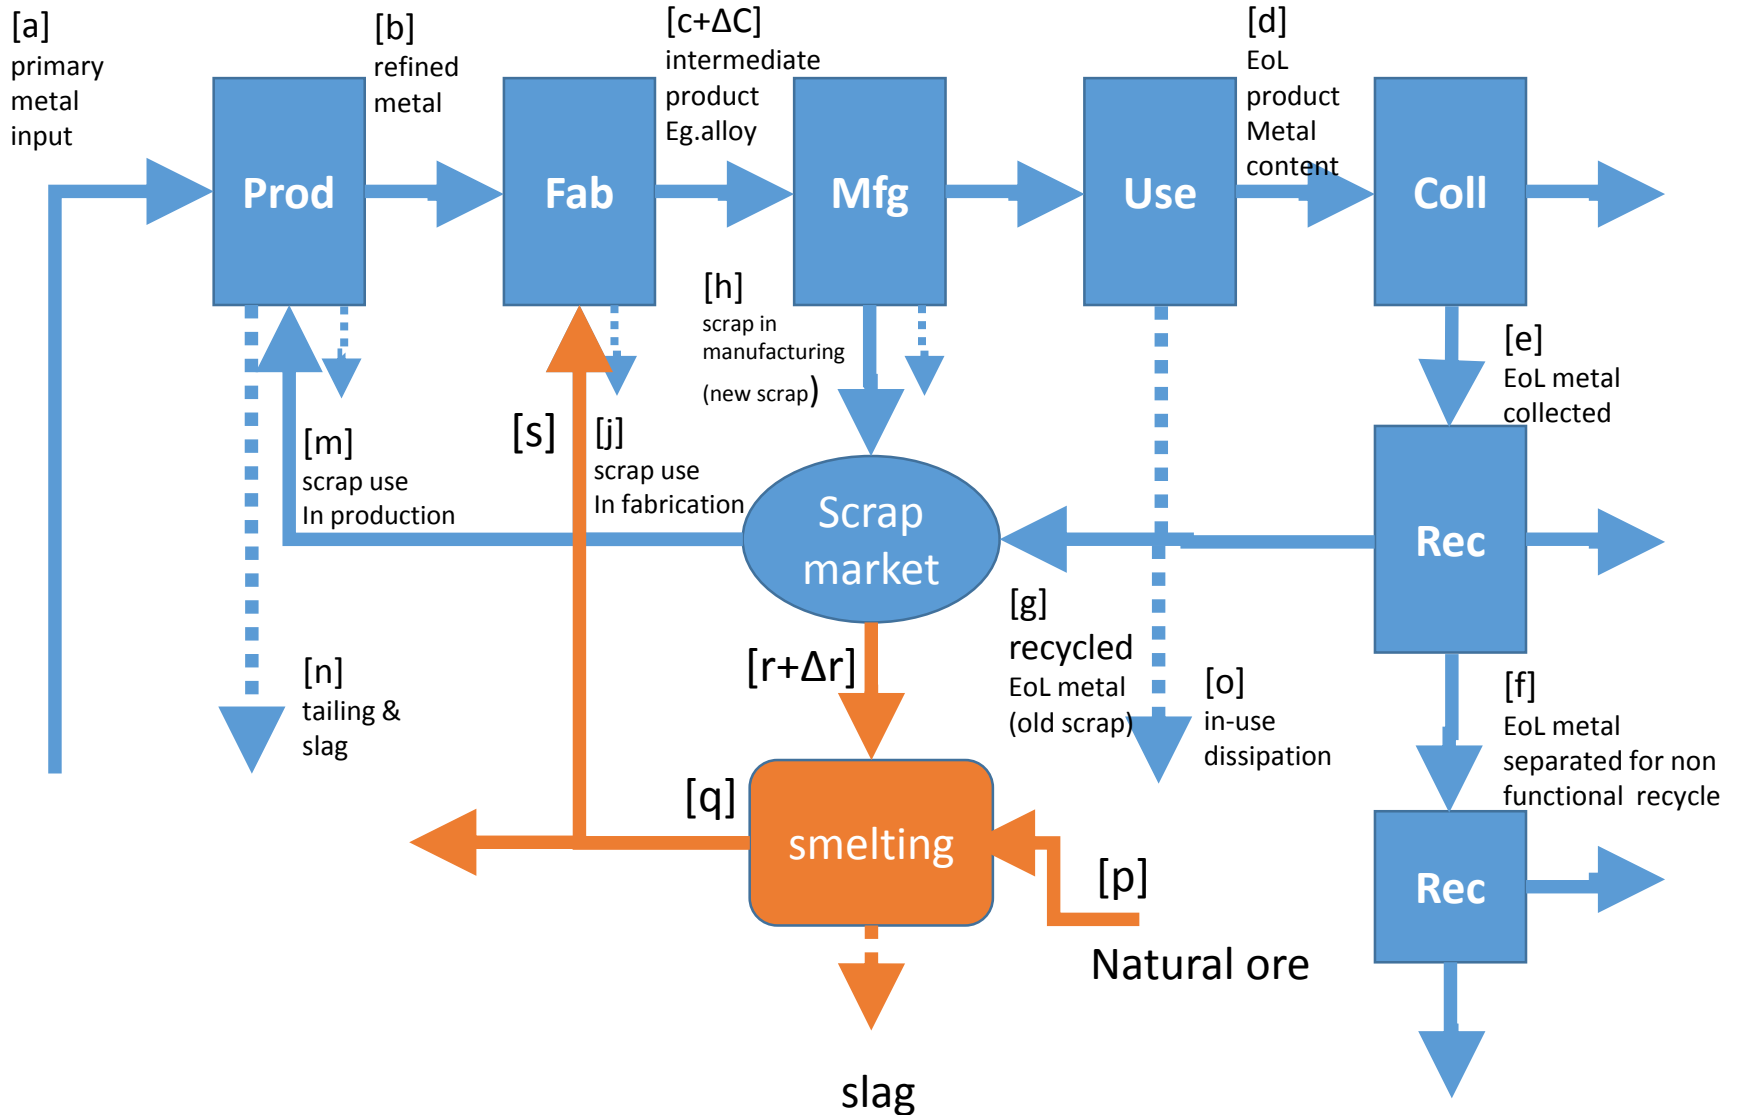 [a]
primary
metal
input
[b]
refined
metal
[c+ΔC]
intermediate
product
Eg.alloy
[d]
EoL
product
Metal
content
Prod
Fab
Mfg
Use
Coll
[h]
scrap in
manufacturing
(new scrap)
[e]
EoL metal
collected
[m]
scrap use
In production
[s]
[j]
scrap use
In fabrication
Scrap
market
Rec
[g]
recycled
EoL metal
(old scrap)
[r+Δr]
[n]
tailing &
slag
[o]
in-use
dissipation
[f]
EoL metal
separated for non
functional recycle
[q]
smelting
[p]
Natural ore
Rec
slag